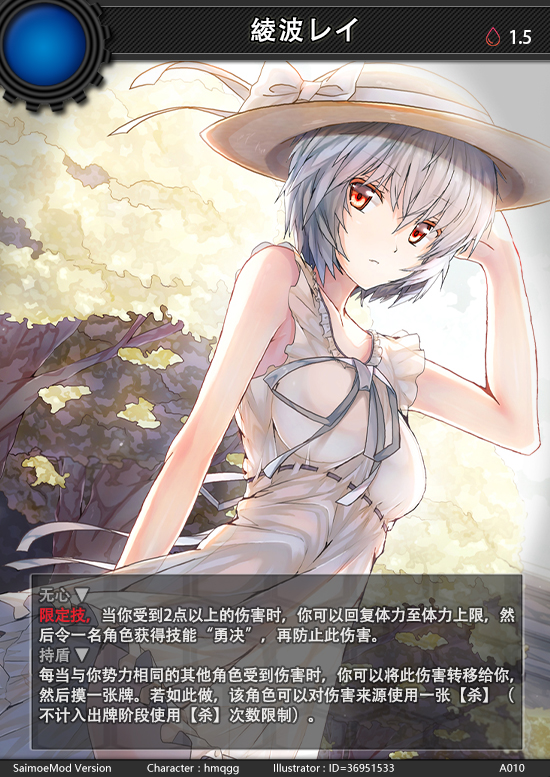 綾波レイ
1.5
无心▼
限定技，当你受到2点以上的伤害时，你可以回复体力至体力上限，然
后令一名角色获得技能“勇决”，再防止此伤害。
持盾▼
每当与你势力相同的其他角色受到伤害时，你可以将此伤害转移给你，
然后摸一张牌。若如此做，该角色可以对伤害来源使用一张【杀】（
不计入出牌阶段使用【杀】次数限制）。
SaimoeMod Version Character : hmqgg Illustrator : ID=36951533 A010